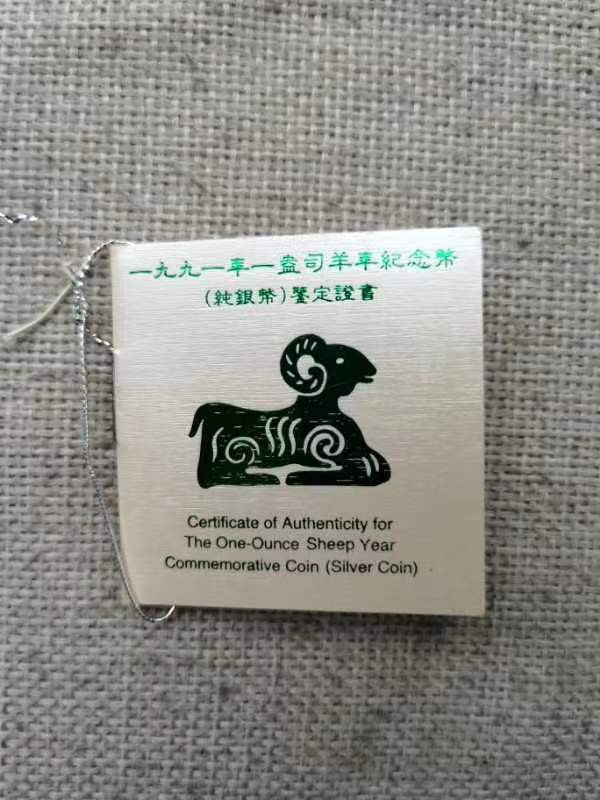 一九九一年一盎司羊年紀念幣
(純銀幣)鑒定證書
Certificate of Authenticity for
The One-Ounce Sheep Year
Commemorative Coin (Silver Coin)